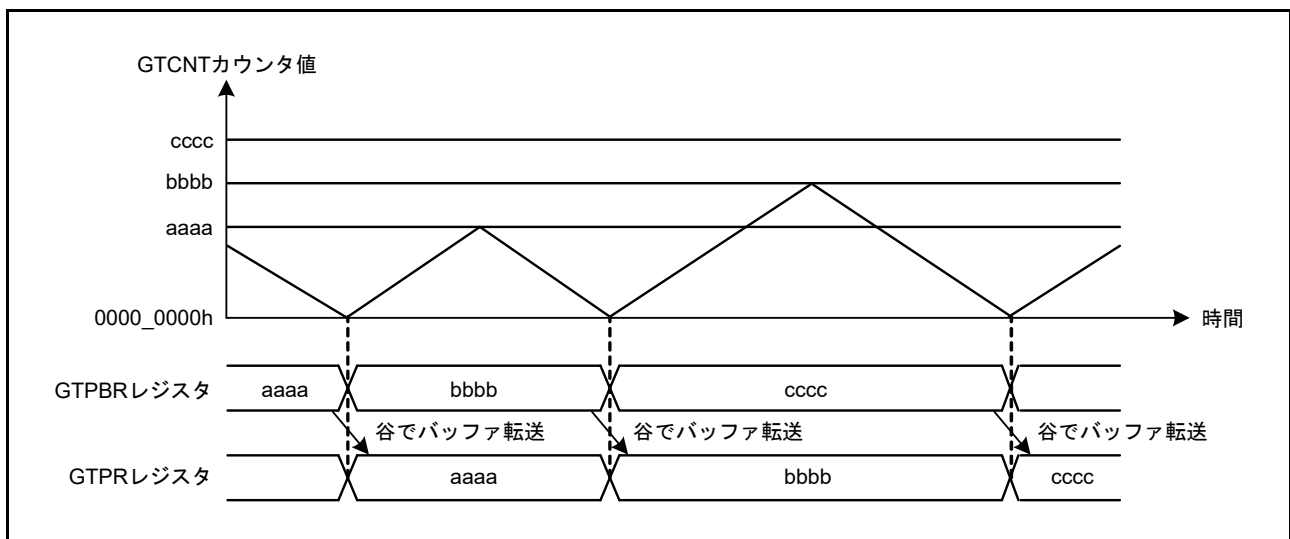 GTCNTカウンタ値
cccc
bbbb
aaaa
0000_0000h
時間
GTPBRレジスタ aaaa bbbb cccc
谷でバッファ転送 谷でバッファ転送 谷でバッファ転送
GTPRレジスタ aaaa bbbb cccc